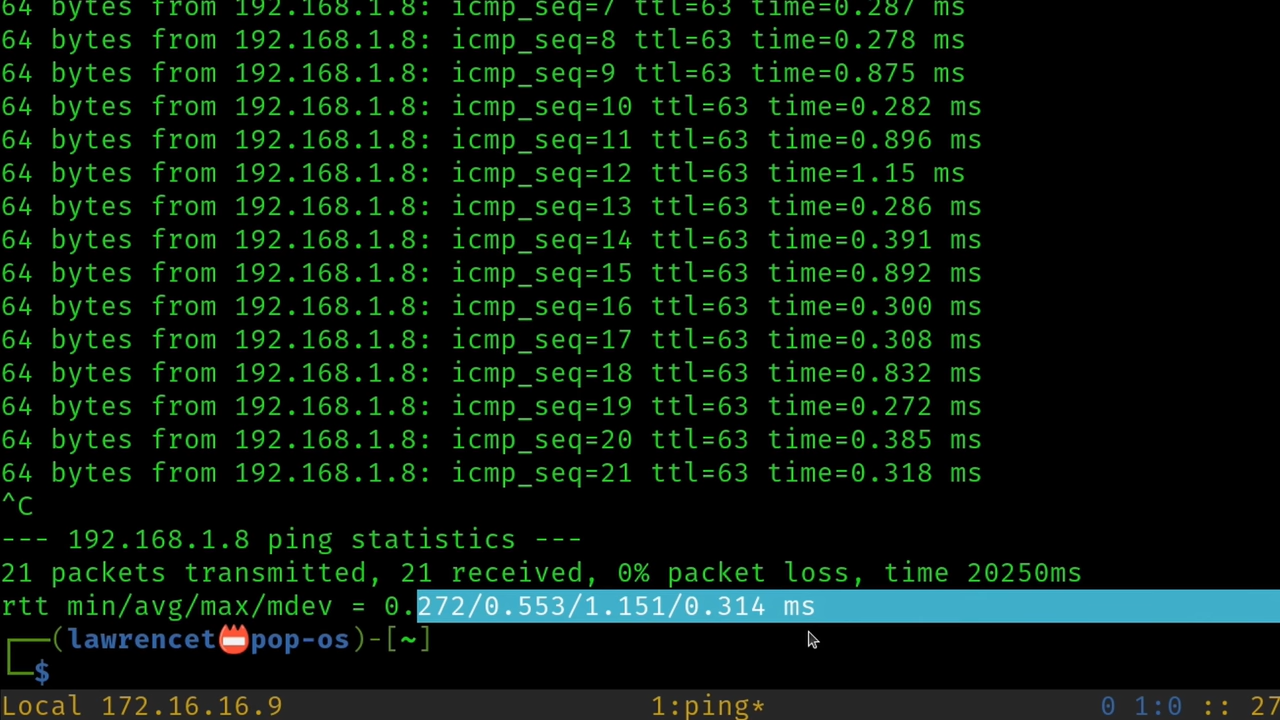 64 bytes from 192.168.1.8: icmp_seq=7 ttl=63 time=0.287 ms
64 bytes from 192.168.1.8: icmp_seq=8 ttl=63 time=0.278 ms
64 bytes from 192.168.1.8: icmp_seq=9 ttl=63 time=0.875 ms
64 bytes from 192.168.1.8: icmp_seq=10 ttl=63 time=0.282 ms
64 bytes from 192.168.1.8: icmp_seq=11 ttl=63 time=0.896 ms
64 bytes from 192.168.1.8: icmp_seq=12 ttl=63 time=1.15 ms
64 bytes from 192.168.1.8: icmp_seq=13 ttl=63 time=0.286 ms
64 bytes from 192.168.1.8: icmp_seq=14 ttl=63 time=0.391 ms
64 bytes from 192.168.1.8: icmp_seq=15 ttl=63 time=0.892 ms
64 bytes from 192.168.1.8: icmp_seq=16 ttl=63 time=0.300 ms
64 bytes from 192.168.1.8: icmp_seq=17 ttl=63 time=0.308 ms
64 bytes from 192.168.1.8: icmp_seq=18 ttl=63 time=0.832 ms
64 bytes from 192.168.1.8: icmp_seq=19 ttl=63 time=0.272 ms
64 bytes from 192.168.1.8: icmp_seq=20 ttl=63 time=0.385 ms
64 bytes from 192.168.1.8: icmp_seq=21 ttl=63 time=0.318 ms
^C
--- 192.168.1.8 ping statistics ---
21 packets transmitted, 21 received, 0% packet loss, time 20250ms
rtt min/avg/max/mdev = 0.272/0.553/1.151/0.314 ms
┌──(lawrencet📛pop-os)-[~]
└─$
Local 172.16.16.9 1:ping* 0 1:0 :: 27